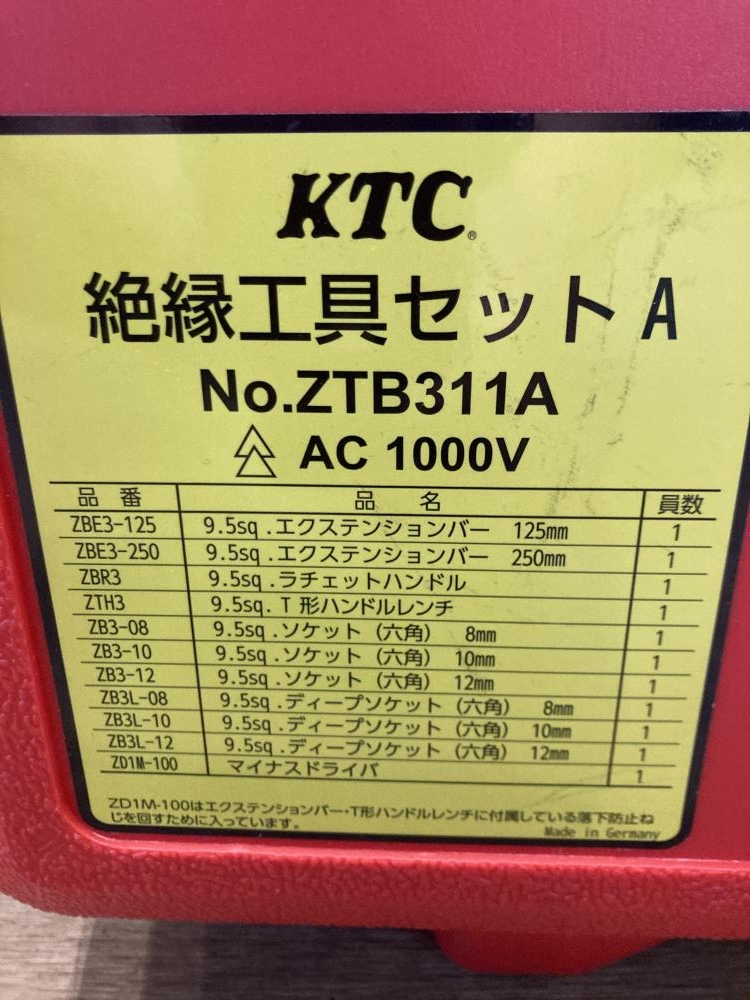 KTC®
絶縁工具セット A
No.ZTB311A
AC 1000V
品 番 品 名 員数
ZBE3-125 9.5sq.エクステンションバー 125mm 1
ZBE3-250 9.5sq.エクステンションバー 250mm 1
ZBR3 9.5sq.ラチェットハンドル 1
ZTH3 9.5sq.T 形ハンドルレンチ 1
ZB3-08 9.5sq.ソケット（六角） 8mm 1
ZB3-10 9.5sq.ソケット（六角） 10mm 1
ZB3-12 9.5sq.ソケット（六角） 12mm 1
ZB3L-08 9.5sq.ディープソケット（六角） 8mm 1
ZB3L-10 9.5sq.ディープソケット（六角） 10mm 1
ZB3L-12 9.5sq.ディープソケット（六角） 12mm 1
ZD1M-100 マイナスドライバ 1
ZD1M-100はエクステンションバー・T形ハンドルレンチに付属している落下防止ね
じを回すために入っています。
Made in Germany